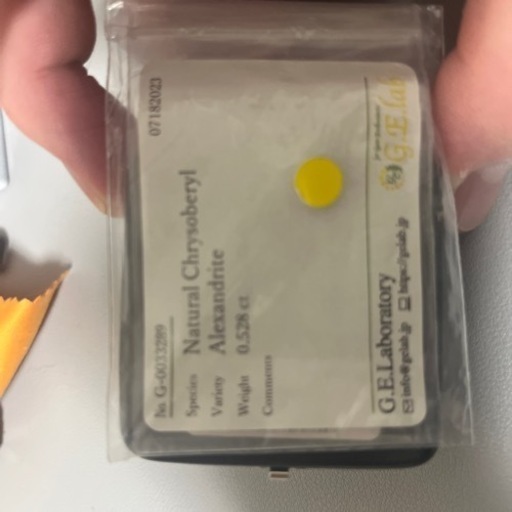 07182023
№ G-0033289
Species Natural Chrysoberyl
Variety Alexandrite
Weight 0.528 ct
Comments
G.E.Laboratory
info@gelab.jp https://gelab.jp
G.E.lab